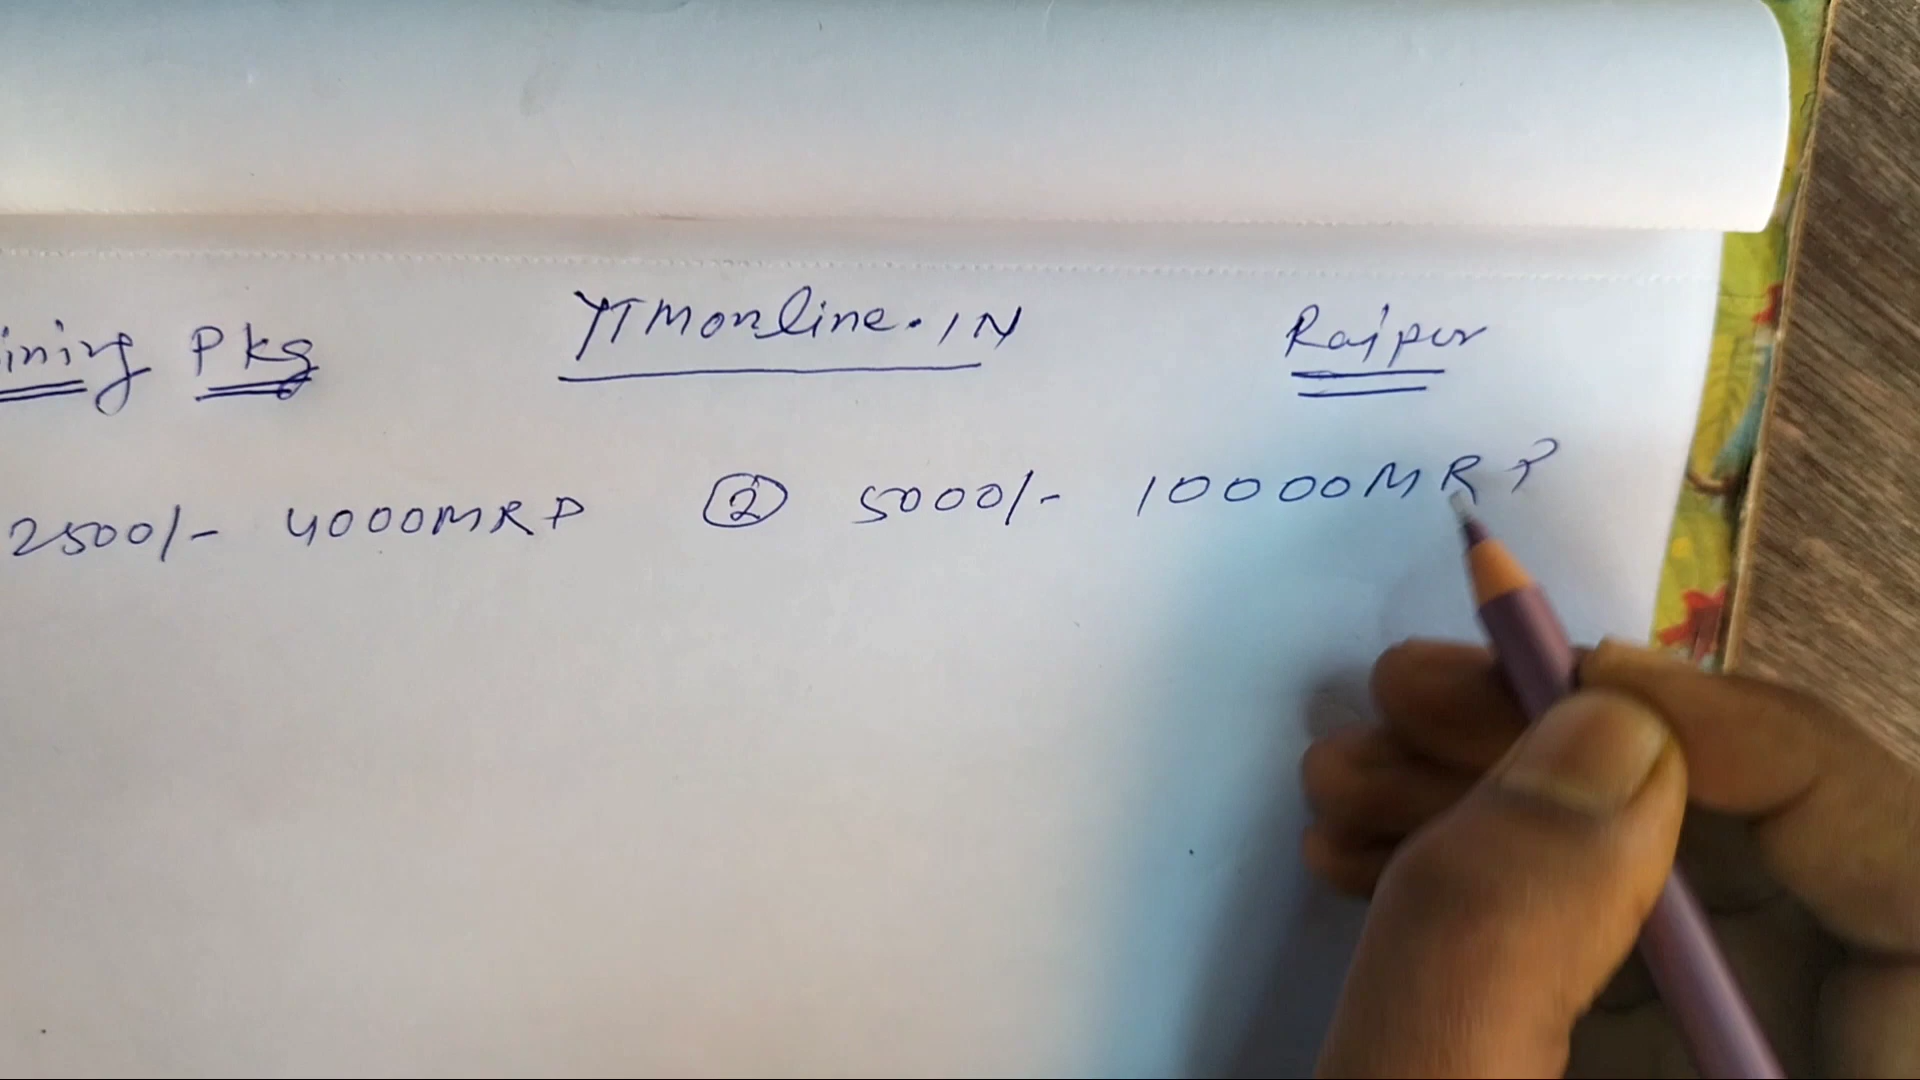 ining Pkg YTMonline.IN Raipur
2500/- 4000MRP ② 5000/- 10000MRP